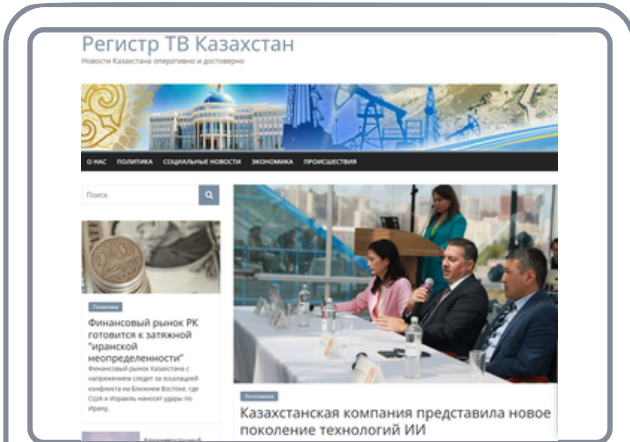 Регистр ТВ Казахстан
Новости Казахстана оперативно и достоверно
О НАС ПОЛИТИКА СОЦИАЛЬНЫЕ НОВОСТИ ЭКОНОМИКА ПРОИСШЕСТВИЯ
Поиск
20
Политика
Финансовый рынок РК
готовится к затяжной
"иранской
неопределенности"
Финансовый рынок Казахстана с
напряжением следит за эскалацией
конфликта на Ближнем Востоке, где
США и Израиль наносят удары по
Ирану,
Экономика
Казахстанская компания представила новое
поколение технологий ИИ